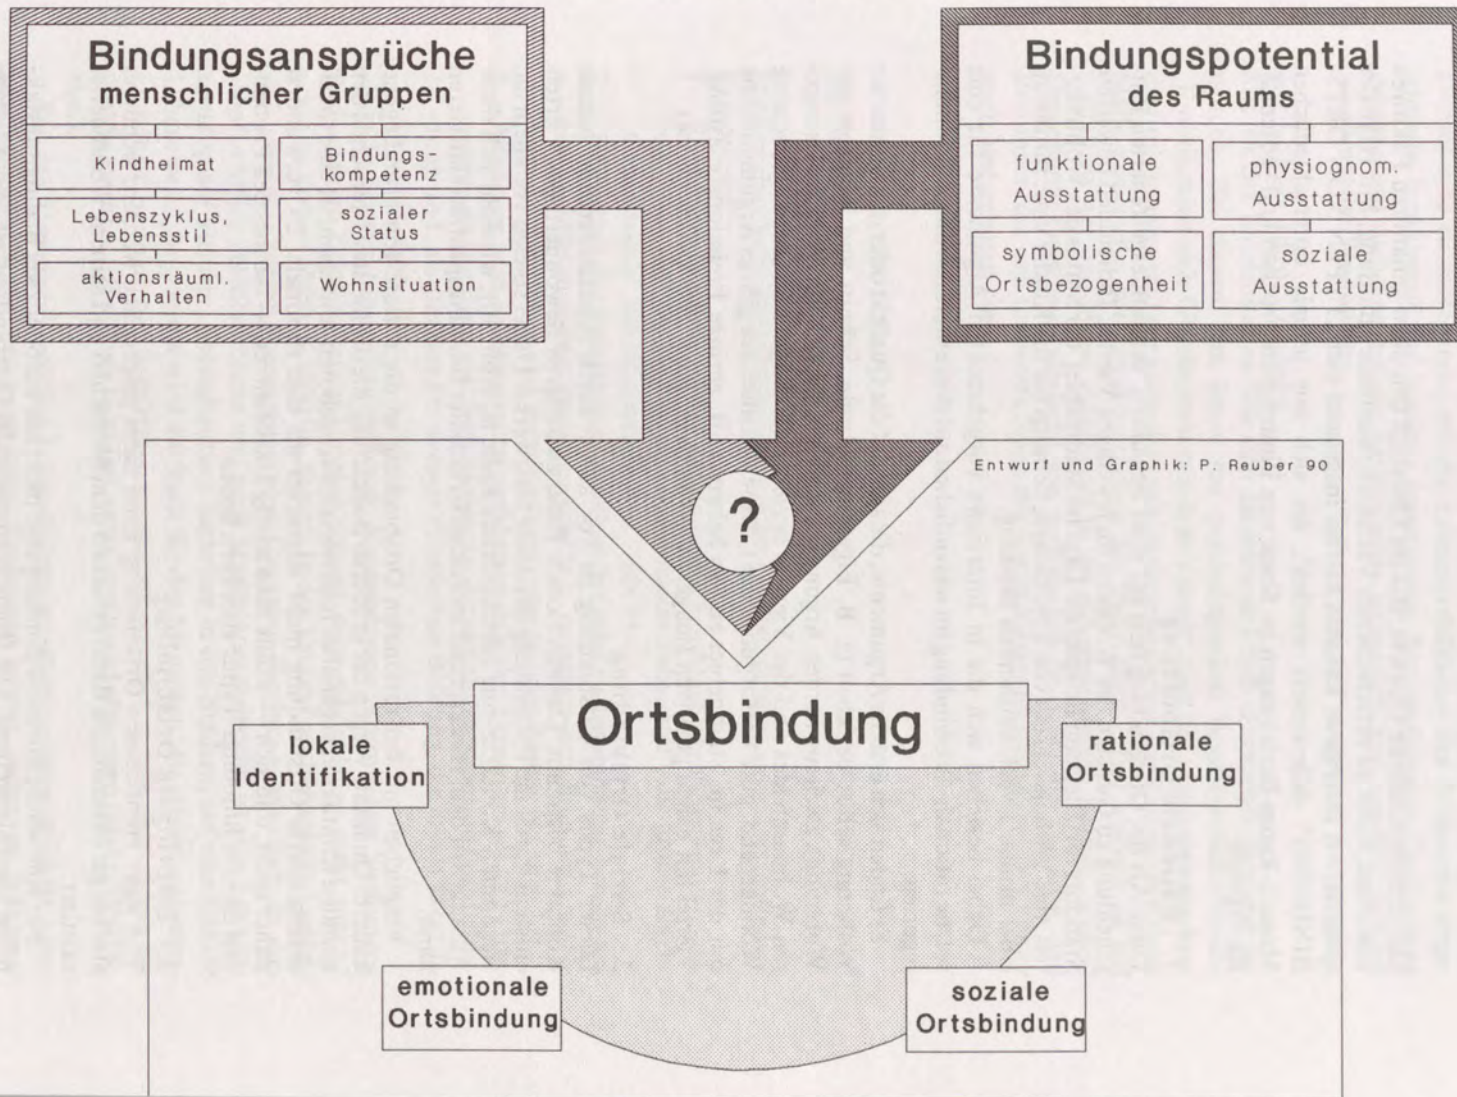 Bindungsansprüche
menschlicher Gruppen
Kindheimat
Bindungs-
kompetenz
Lebenszyklus,
Lebensstil
sozialer
Status
aktionsräuml.
Verhalten
Wohnsituation
Bindungspotential
des Raums
funktionale
Ausstattung
physiognom.
Ausstattung
symbolische
Ortsbezogenheit
soziale
Ausstattung
Entwurf und Graphik: P. Reuber 90
?
Ortsbindung
lokale
Identifikation
rationale
Ortsbindung
emotionale
Ortsbindung
soziale
Ortsbindung